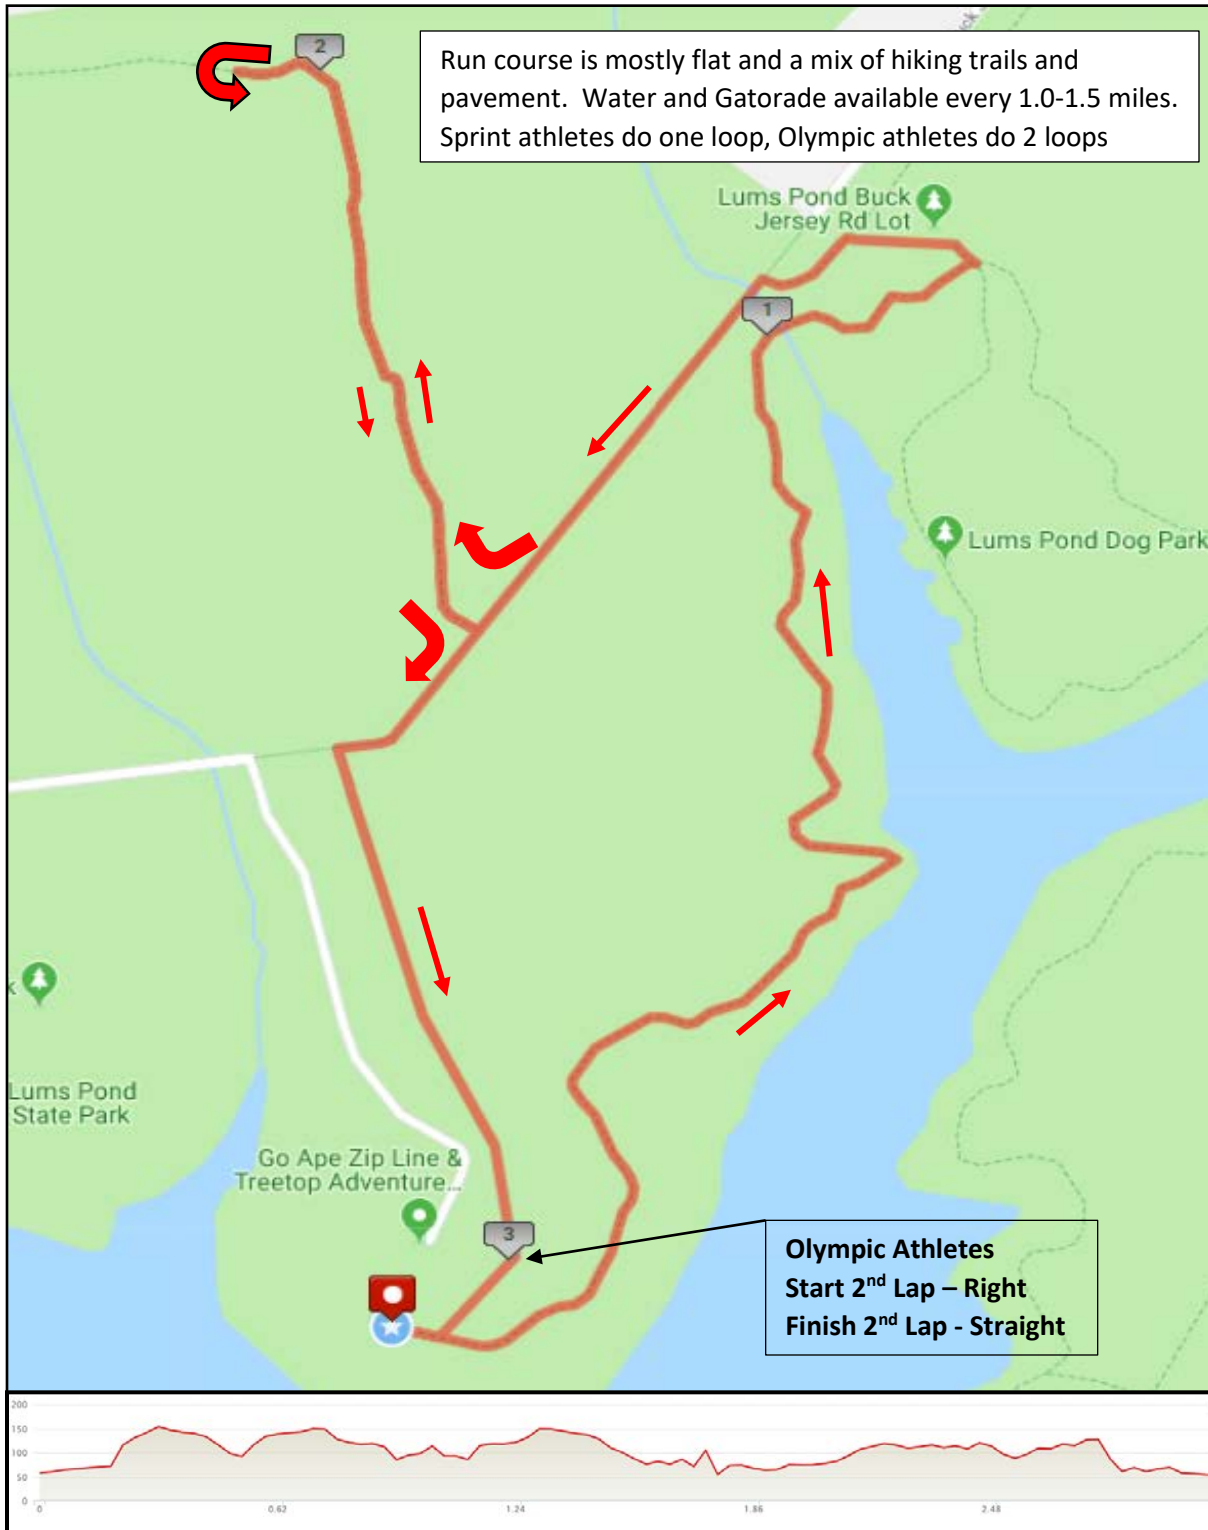 2
Run course is mostly flat and a mix of hiking trails and
pavement.  Water and Gatorade available every 1.0-1.5 miles.
Sprint athletes do one loop, Olympic athletes do 2 loops
Lums Pond Buck
Jersey Rd Lot
1
Lums Pond Dog Park
Lums Pond
State Park
Go Ape Zip Line &
Treetop Adventure...
3
Olympic Athletes
Start 2nd Lap – Right
Finish 2nd Lap - Straight
200
150
100
50
0
0 0.62 1.24 1.86 2.48